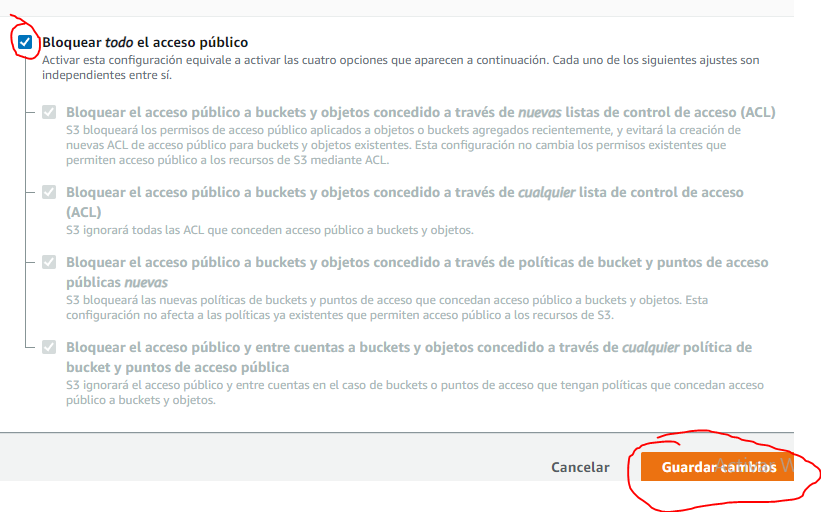 Bloquear todo el acceso público
Activar esta configuración equivale a activar las cuatro opciones que aparecen a continuación. Cada uno de los siguientes ajustes son
independientes entre sí.
Bloquear el acceso público a buckets y objetos concedido a través de nuevas listas de control de acceso (ACL)
S3 bloqueará los permisos de acceso público aplicados a objetos o buckets agregados recientemente, y evitará la creación de
nuevas ACL de acceso público para buckets y objetos existentes. Esta configuración no cambia los permisos existentes que
permiten acceso público a los recursos de S3 mediante ACL.
Bloquear el acceso público a buckets y objetos concedido a través de cualquier lista de control de acceso
(ACL)
S3 ignorará todas las ACL que conceden acceso público a buckets y objetos.
Bloquear el acceso público a buckets y objetos concedido a través de políticas de bucket y puntos de acceso
públicas nuevas
S3 bloqueará las nuevas políticas de buckets y puntos de acceso que concedan acceso público a buckets y objetos. Esta
configuración no afecta a las políticas ya existentes que permiten acceso público a los recursos de S3.
Bloquear el acceso público y entre cuentas a buckets y objetos concedido a través de cualquier política de
bucket y puntos de acceso pública
S3 ignorará el acceso público y entre cuentas en el caso de buckets o puntos de acceso que tengan políticas que concedan acceso
público a buckets y objetos.
Cancelar
Guardar cambios